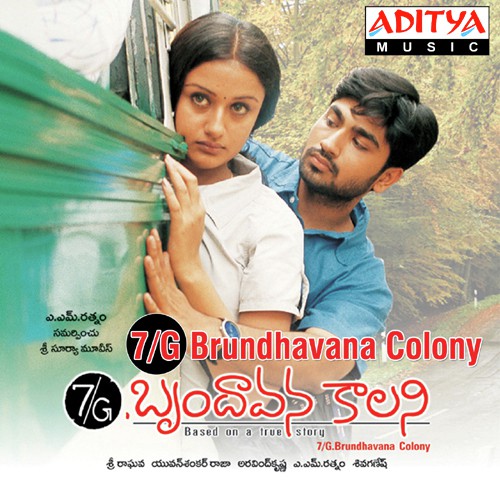 ADITYA
MUSIC
ఎ.ఎమ్.రత్నం
సమర్పించు
శ్రీ సూర్యా మూవీస్
7/G Brundhavana Colony
7/G. బృందావన కాలని
Based on a true story
7/G.Brundhavana Colony
శ్రీ రాఘవ యువన్‌శంకర్ రాజా అరవింద్‌కృష్ణ ఎ.ఎమ్.రత్నం శివగణేష్